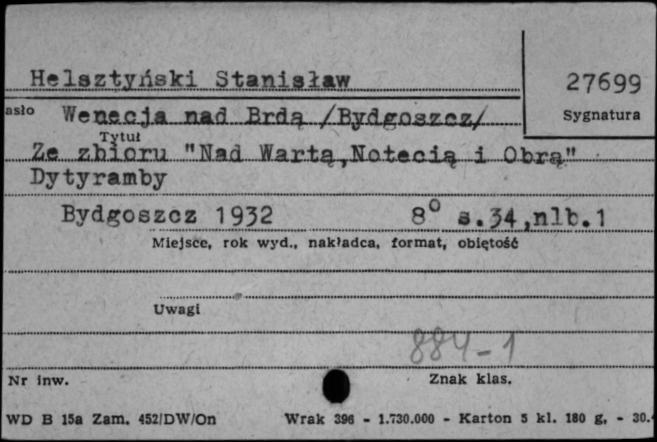 Helsztyński Stanisław
27699
asło Wenecja nad Brdą /Bydgoszcz/
Sygnatura
Tytuł
Ze zbioru "Nad Wartą,Notecią i Obrą"
Dytyramby
Bydgoszcz 1932 8° s.34,nlb.1
Miejsce, rok wyd., nakładca, format, objętość
Uwagi
884-1
Nr inw. Znak klas.
WD B 15a Zam. 452/DW/On Wrak 396 - 1.730.000 - Karton 5 kl. 180 g. - 30.